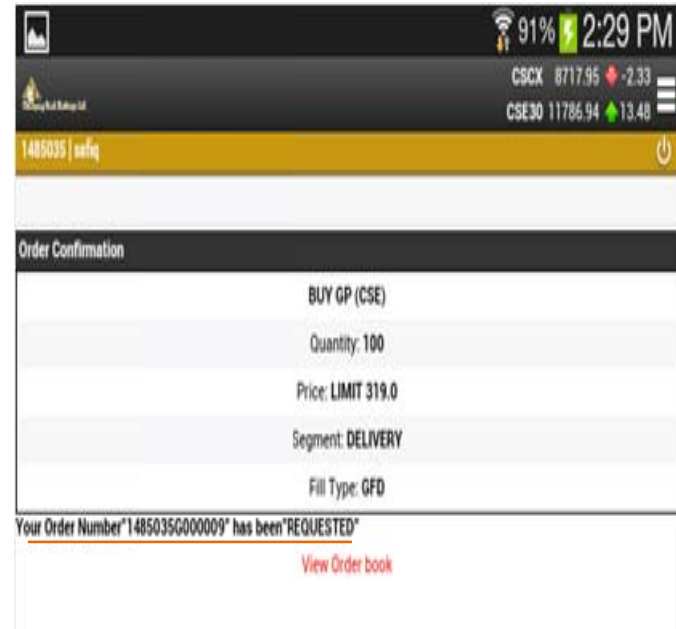 91% 2:29 PM
CSCX 8717.95 -2.33
CSE30 11786.94 13.48
1485035 | safiq
Order Confirmation
BUY GP (CSE)
Quantity: 100
Price: LIMIT 319.0
Segment: DELIVERY
Fill Type: GFD
Your Order Number"1485035G000009" has been"REQUESTED"
View Order book